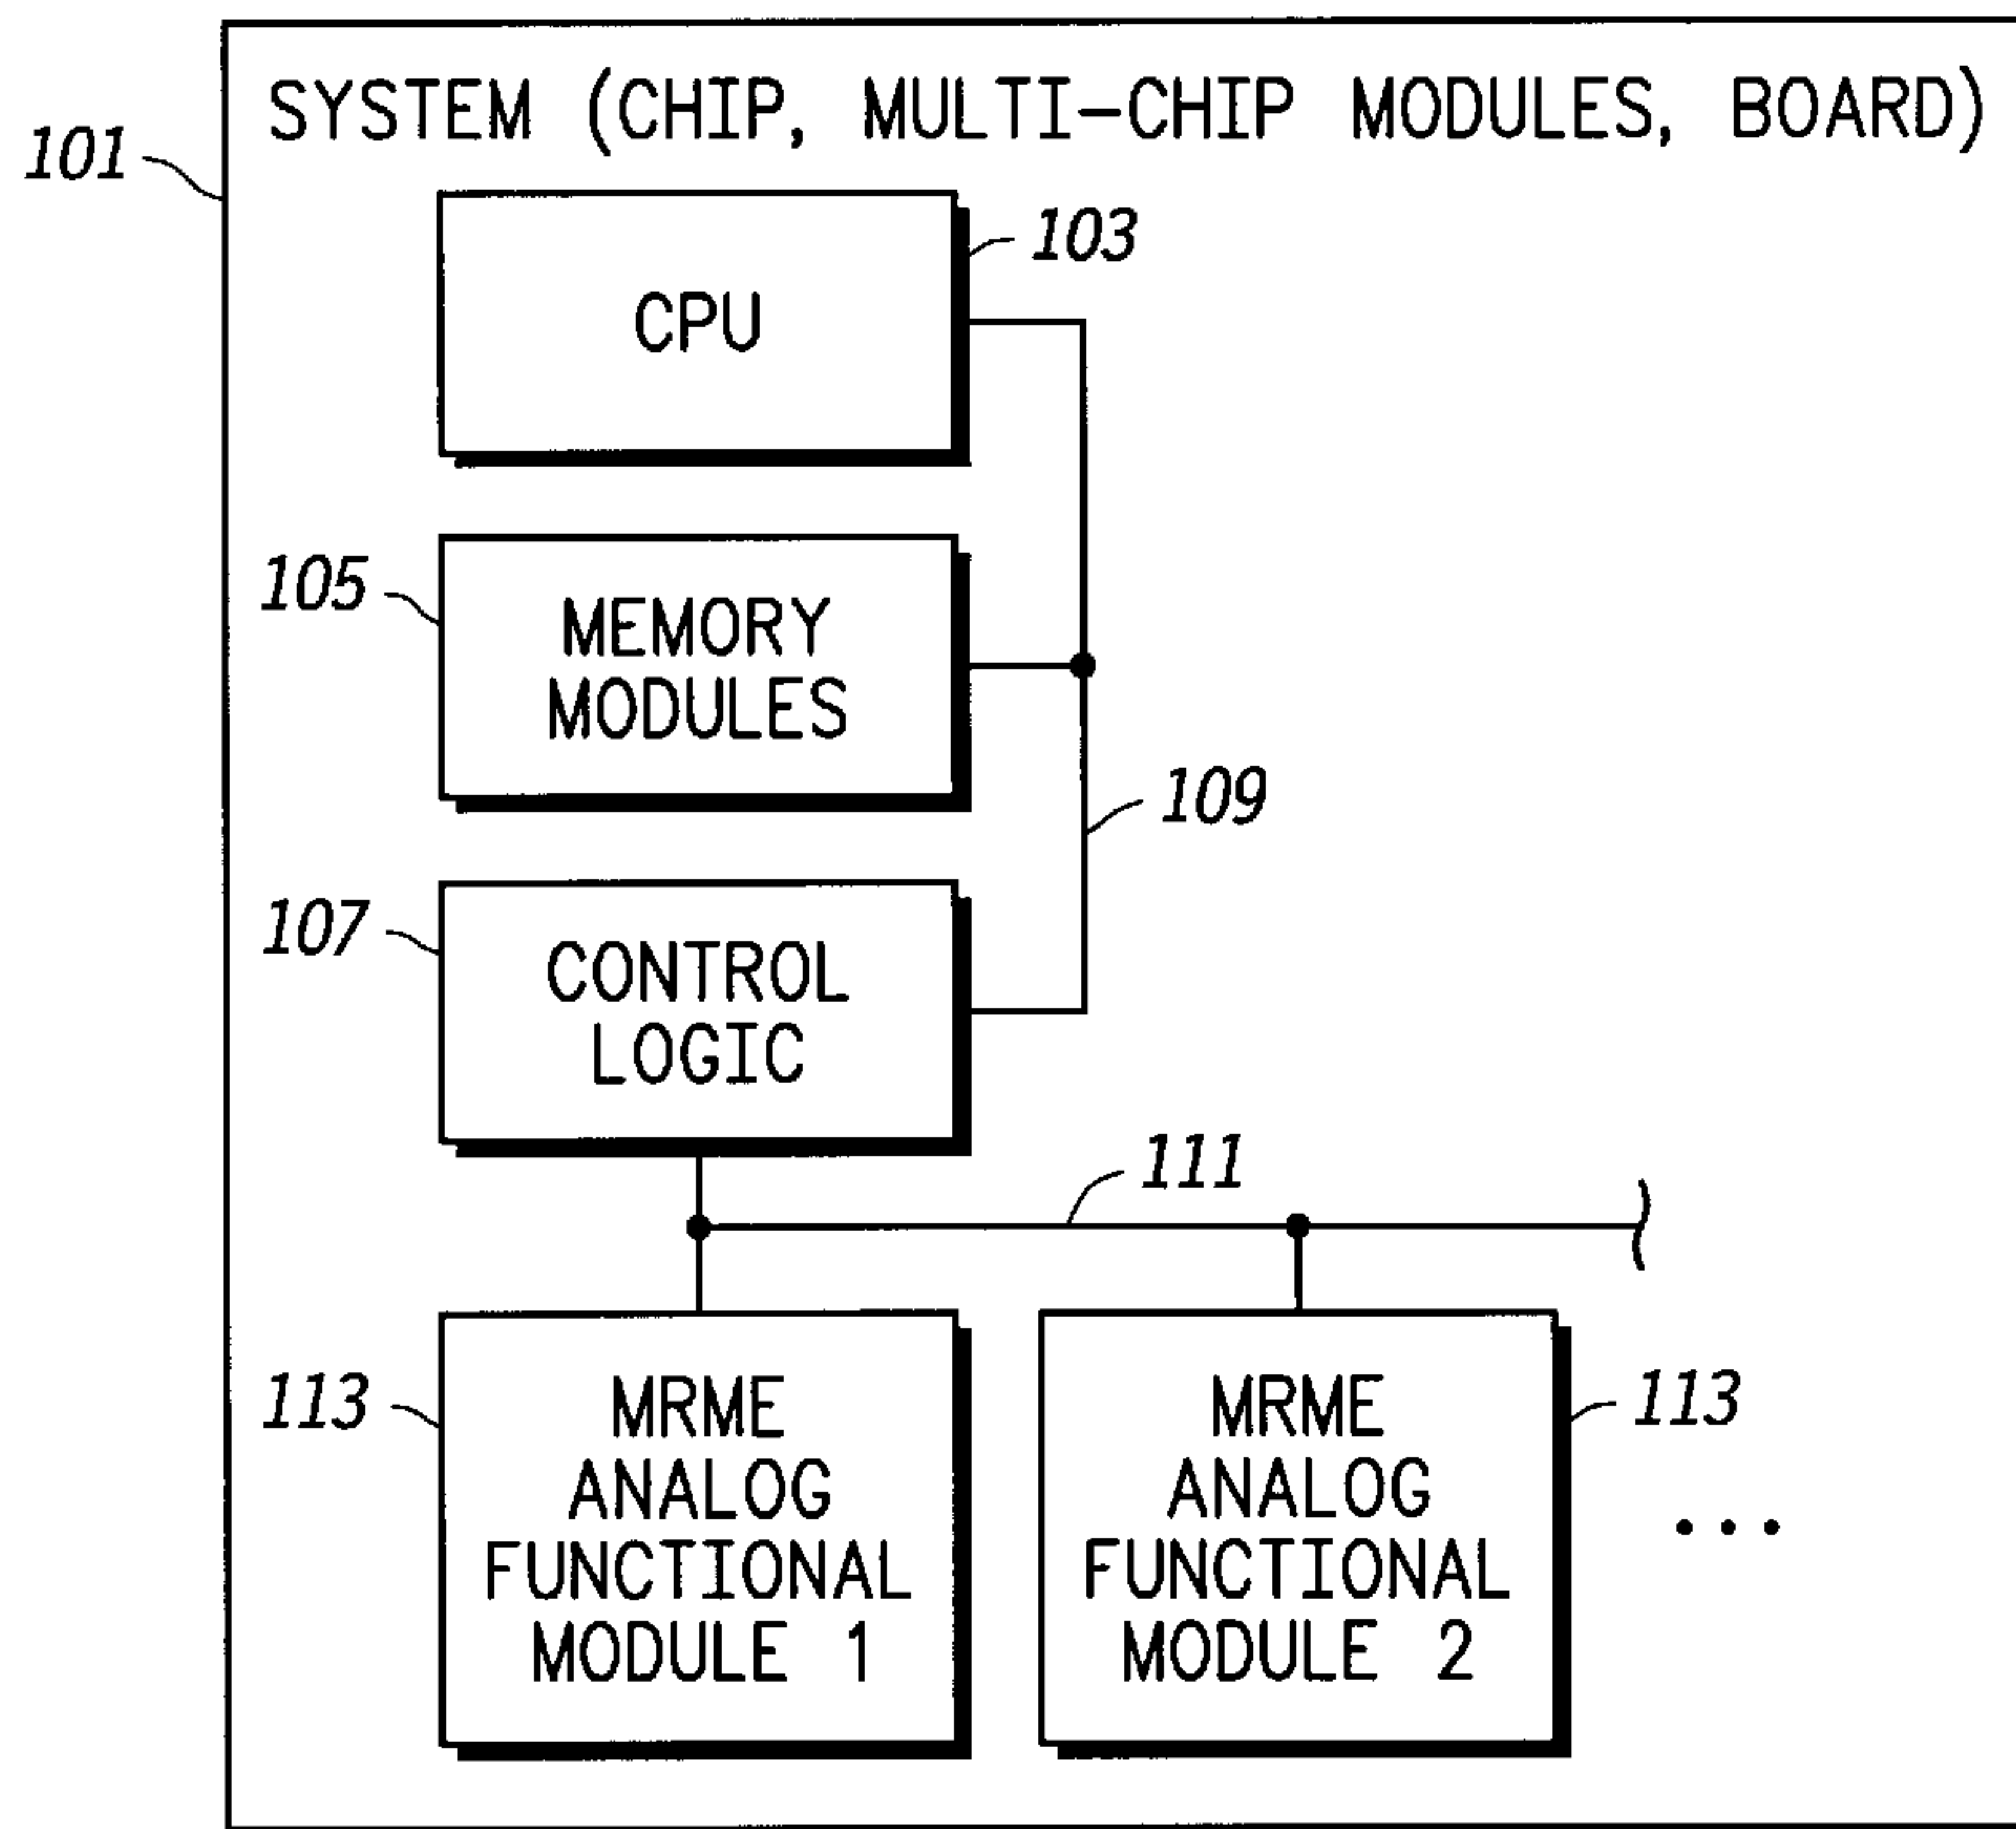 SYSTEM (CHIP, MULTI-CHIP MODULES, BOARD)
101
103
CPU
105
MEMORY
MODULES
109
107
CONTROL
LOGIC
111
113
MRME
ANALOG
FUNCTIONAL
MODULE 1
MRME
ANALOG
FUNCTIONAL
MODULE 2
113
...